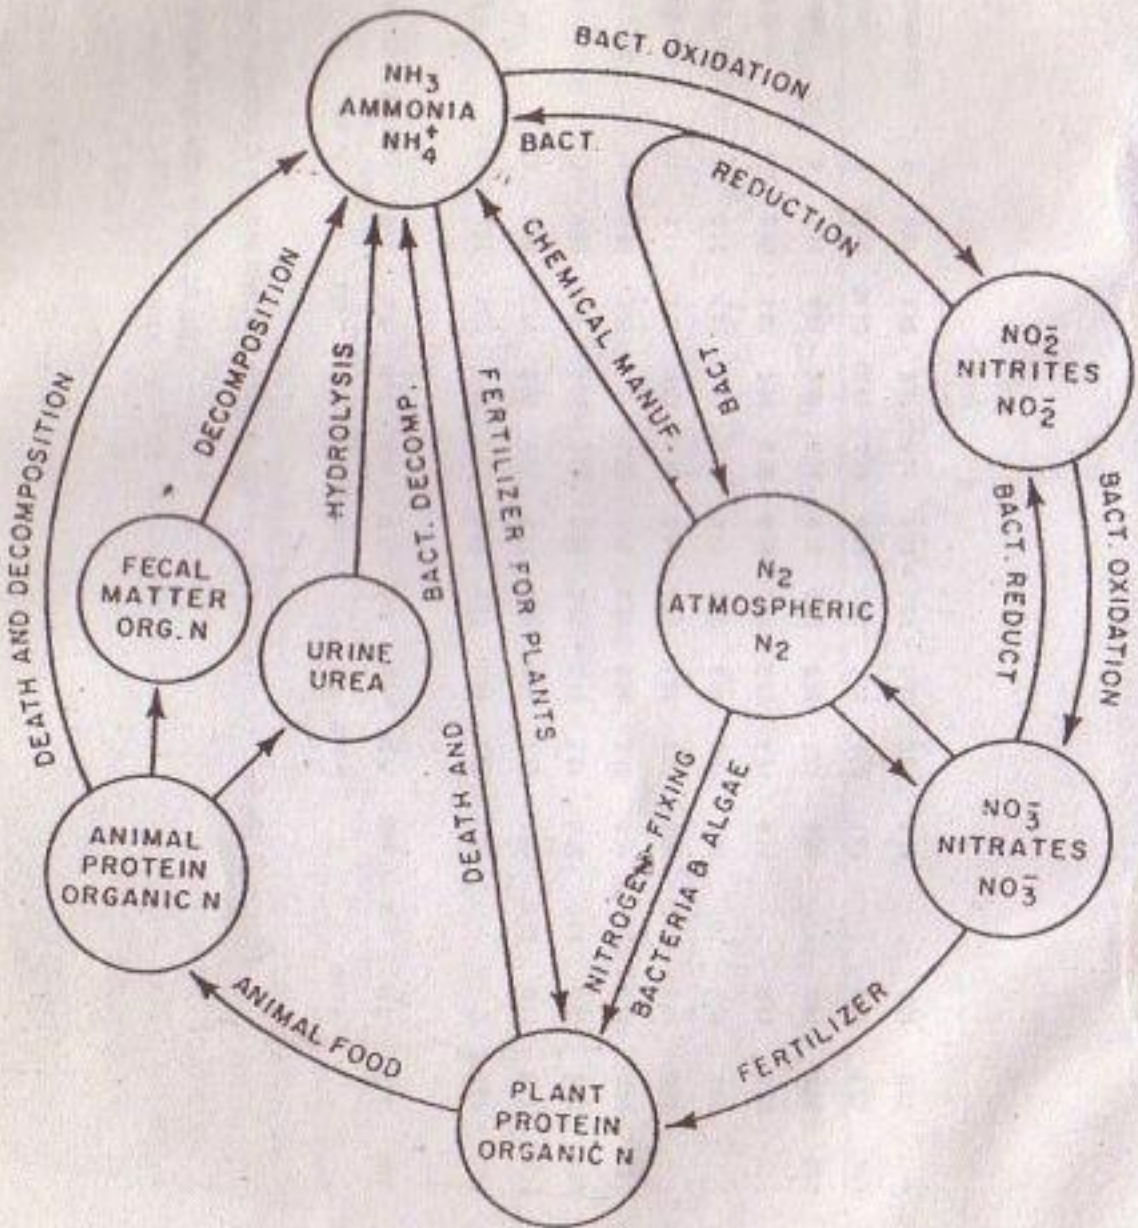 BACT. OXIDATION
NH₃
AMMONIA
NH₄⁺
BACT.
REDUCTION
CHEMICAL MANUF.
BACT.
NO₂⁻
NITRITES
NO₂⁻
DECOMPOSITION
HYDROLYSIS
BACT. DECOMP.
DEATH AND
FERTILIZER FOR PLANTS
DEATH AND DECOMPOSITION
FECAL
MATTER
ORG. N
URINE
UREA
N₂
ATMOSPHERIC
N₂
BACT. REDUCT
BACT. OXIDATION
ANIMAL
PROTEIN
ORGANIC N
NO₃⁻
NITRATES
NO₃⁻
NITROGEN-FIXING
BACTERIA & ALGAE
ANIMAL FOOD
FERTILIZER
PLANT
PROTEIN
ORGANIC N